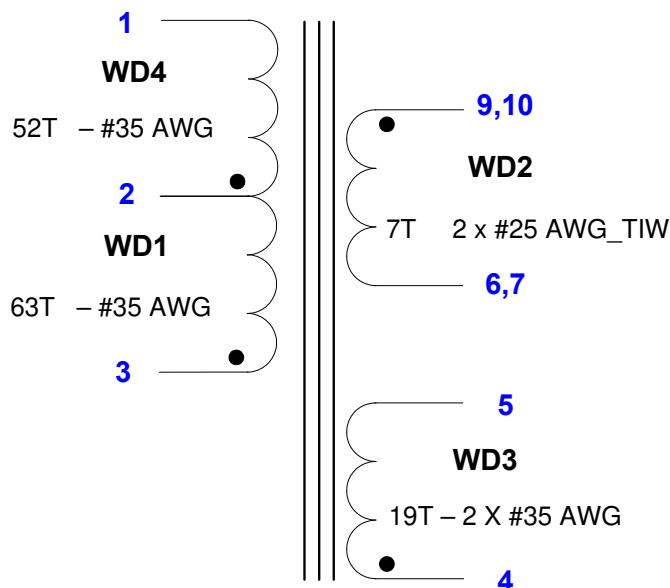 1
WD4
52T – #35 AWG
2
WD1
63T – #35 AWG
3
9,10
WD2
7T 2 x #25 AWG_TIW
6,7
5
WD3
19T – 2 X #35 AWG
4